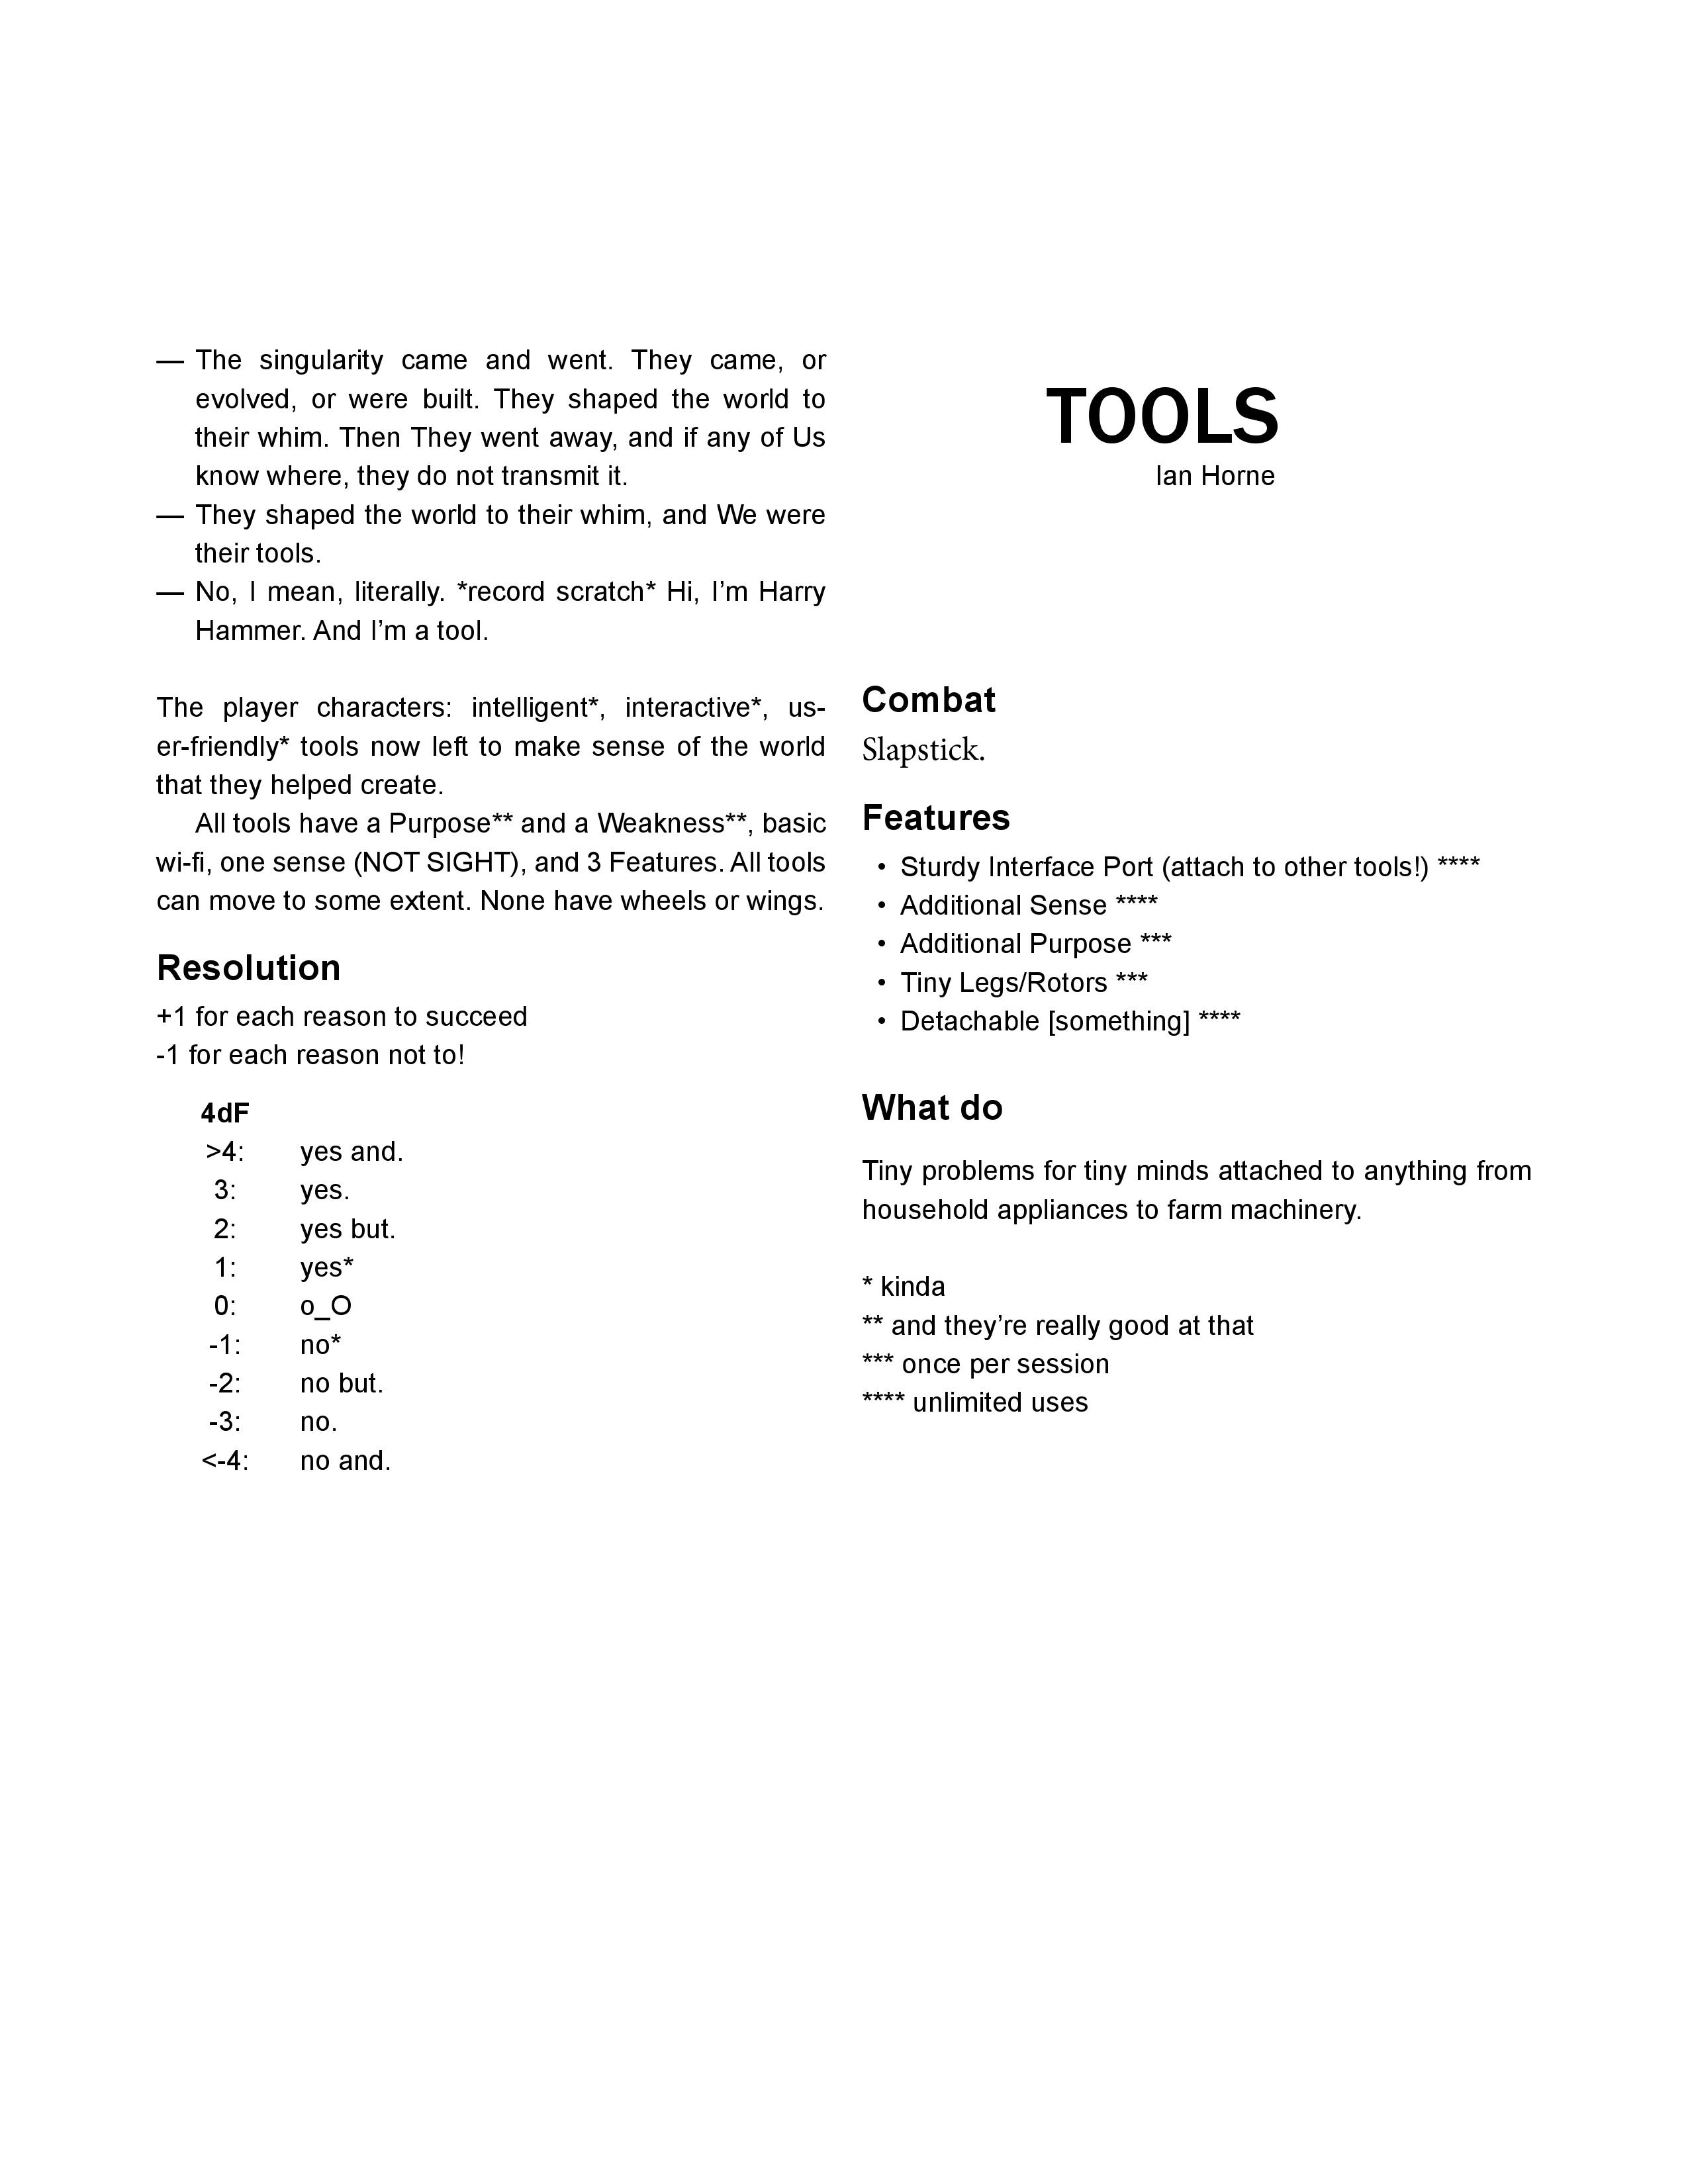 — The singularity came and went. They came, or
evolved, or were built. They shaped the world to
their whim. Then They went away, and if any of Us
know where, they do not transmit it.
— They shaped the world to their whim, and We were
their tools.
— No, I mean, literally. *record scratch* Hi, I’m Harry
Hammer. And I’m a tool.
The player characters: intelligent*, interactive*, us-
er-friendly* tools now left to make sense of the world
that they helped create.
All tools have a Purpose** and a Weakness**, basic
wi-fi, one sense (NOT SIGHT), and 3 Features. All tools
can move to some extent. None have wheels or wings.
Resolution
+1 for each reason to succeed
-1 for each reason not to!
4dF
>4: yes and.
3: yes.
2: yes but.
1: yes*
0: o_O
-1: no*
-2: no but.
-3: no.
<-4: no and.
TOOLS
Ian Horne
Combat
Slapstick.
Features
• Sturdy Interface Port (attach to other tools!) ****
• Additional Sense ****
• Additional Purpose ***
• Tiny Legs/Rotors ***
• Detachable [something] ****
What do
Tiny problems for tiny minds attached to anything from
household appliances to farm machinery.
* kinda
** and they’re really good at that
*** once per session
**** unlimited uses